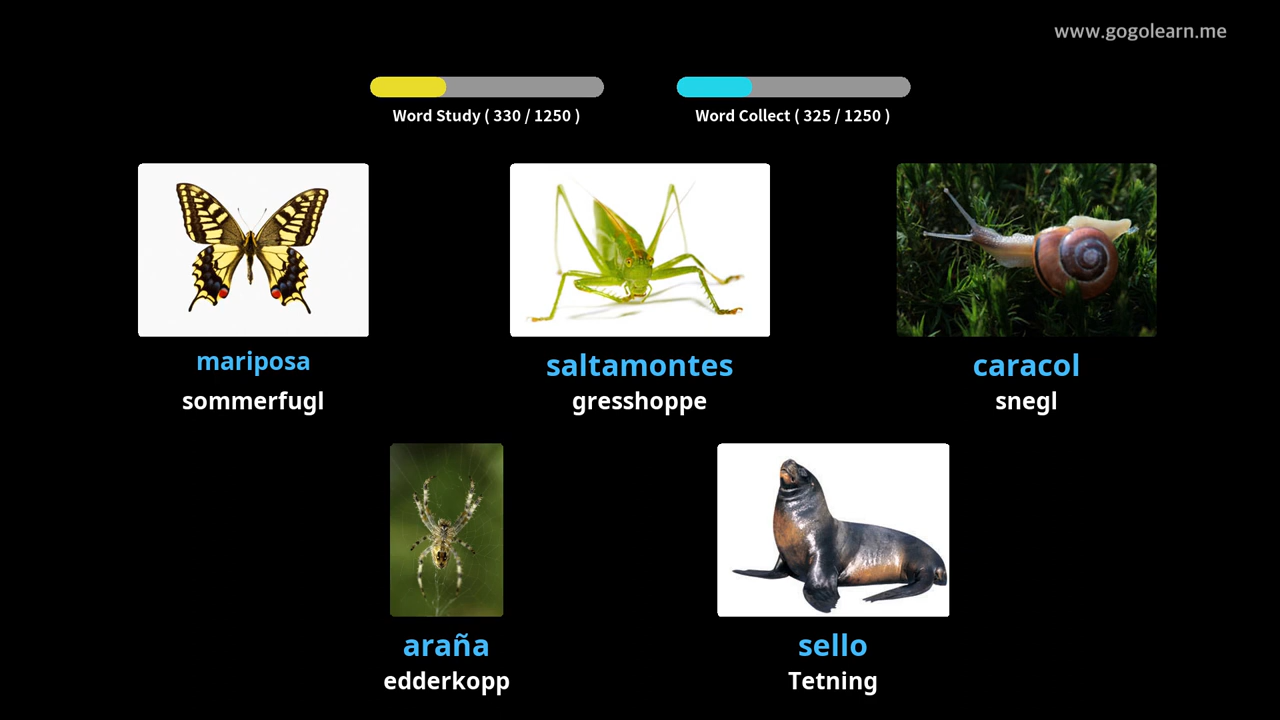 www.gogolearn.me
Word Study ( 330 / 1250 )
Word Collect ( 325 / 1250 )
mariposa
sommerfugl
saltamontes
gresshoppe
caracol
snegl
araña
edderkopp
sello
Tetning